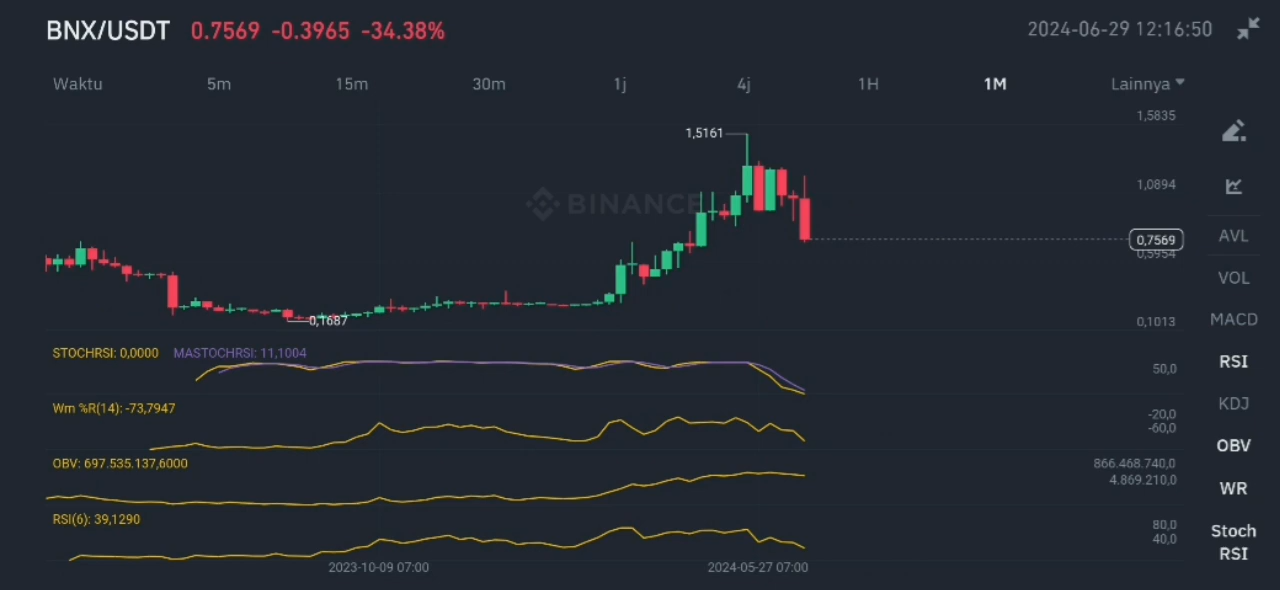 BNX/USDT 0.7569 -0.3965 -34.38% 2024-06-29 12:16:50
Waktu 5m 15m 30m 1j 4j 1H 1M Lainnya
1,5835
1,5161
1,0894
BINANCE
AVL
0,7569
0,5954
VOL
0,1687
0,1013
MACD
STOCHRSI: 0,0000 MASTOCHRSI: 11,1004
RSI
50,0
KDJ
Wm %R(14): -73,7947
-20,0
-60,0
OBV
OBV: 697.535.137,6000
866.468.740,0
4.869.210,0
WR
RSI(6): 39,1290
80,0
40,0
Stoch
RSI
2023-10-09 07:00 2024-05-27 07:00